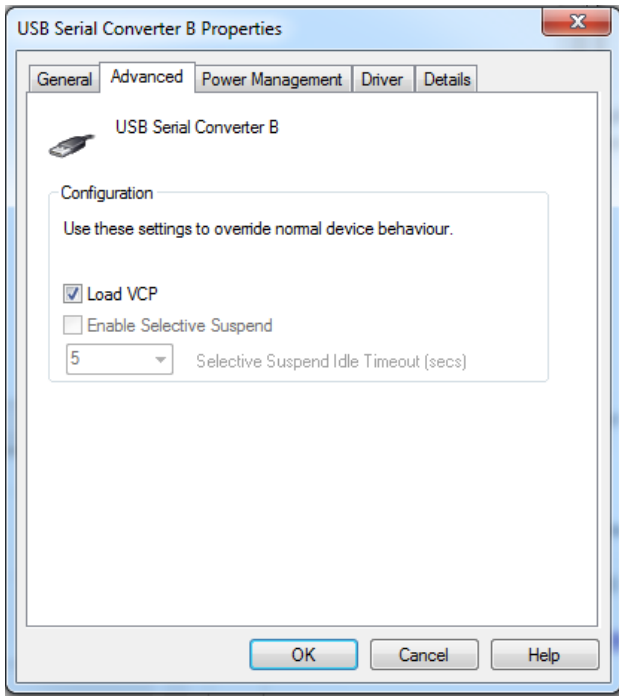 USB Serial Converter B Properties
General Advanced Power Management Driver Details
USB Serial Converter B
Configuration
Use these settings to override normal device behaviour.
Load VCP
Enable Selective Suspend
5 Selective Suspend Idle Timeout (secs)
OK Cancel Help